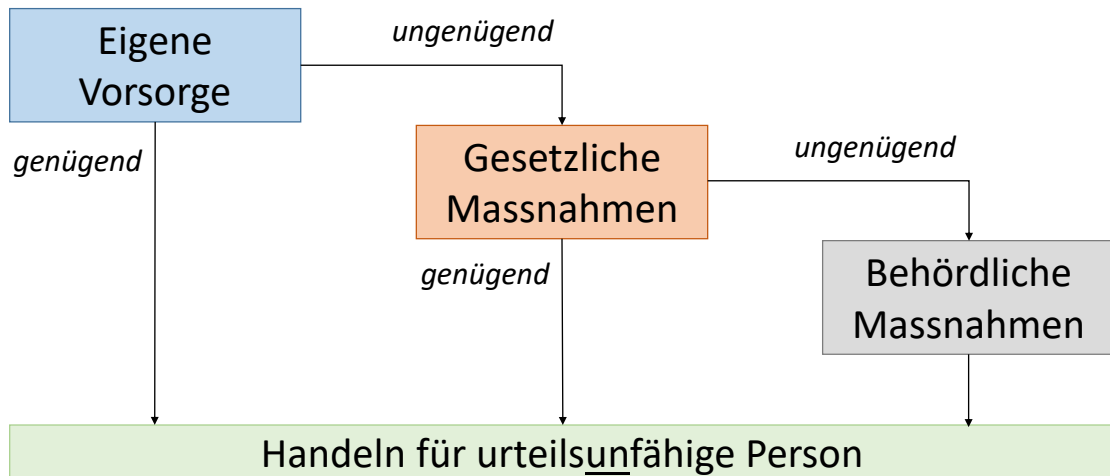 Eigene
Vorsorge
ungenügend
genügend
Gesetzliche
Massnahmen
ungenügend
genügend
Behördliche
Massnahmen
Handeln für urteilsunfähige Person